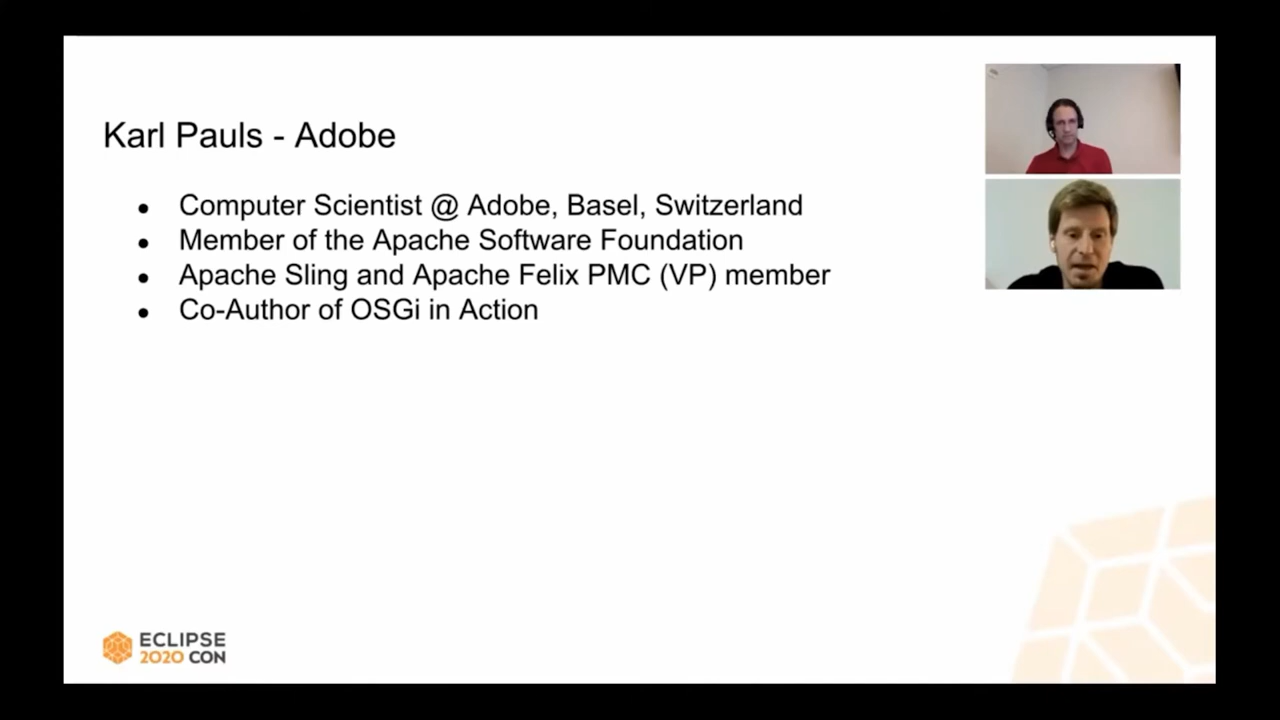 Karl Pauls - Adobe
● Computer Scientist @ Adobe, Basel, Switzerland
● Member of the Apache Software Foundation
● Apache Sling and Apache Felix PMC (VP) member
● Co-Author of OSGi in Action
ECLIPSE
2020 CON